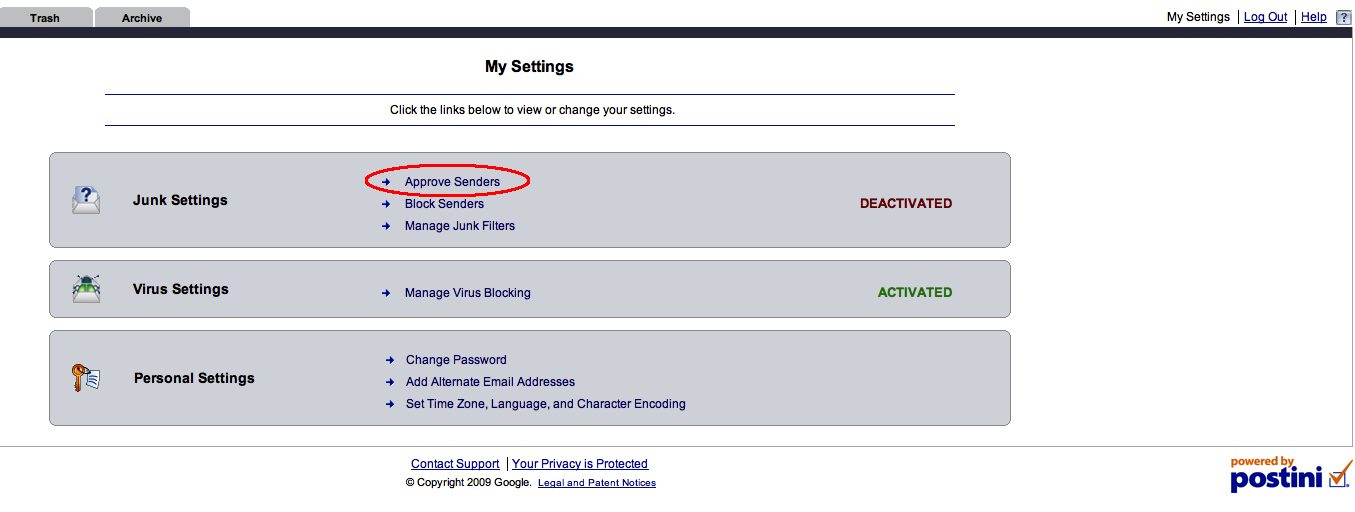 Trash Archive My Settings Log Out Help ?
My Settings
Click the links below to view or change your settings.
?
Junk Settings
Approve Senders
Block Senders
Manage Junk Filters
DEACTIVATED
Virus Settings
Manage Virus Blocking
ACTIVATED
Personal Settings
Change Password
Add Alternate Email Addresses
Set Time Zone, Language, and Character Encoding
Contact Support Your Privacy is Protected
© Copyright 2009 Google. Legal and Patent Notices
powered by
postini